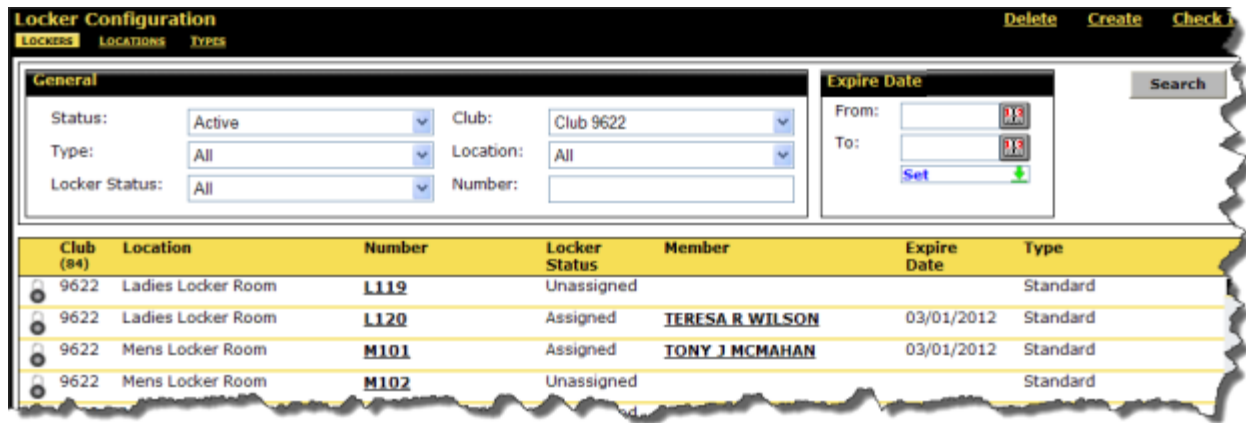 Locker Configuration Delete Create Check
LOCKERS LOCATIONS TYPES
General Expire Date Search
Status: Active Club: Club 9622 From:
Type: All Location: All To:
Locker Status: All Number: Set
Club (84) Location Number Locker Status Member Expire Date Type
9622 Ladies Locker Room L119 Unassigned Standard
9622 Ladies Locker Room L120 Assigned TERESA R WILSON 03/01/2012 Standard
9622 Mens Locker Room M101 Assigned TONY J MCMAHAN 03/01/2012 Standard
9622 Mens Locker Room M102 Unassigned Standard